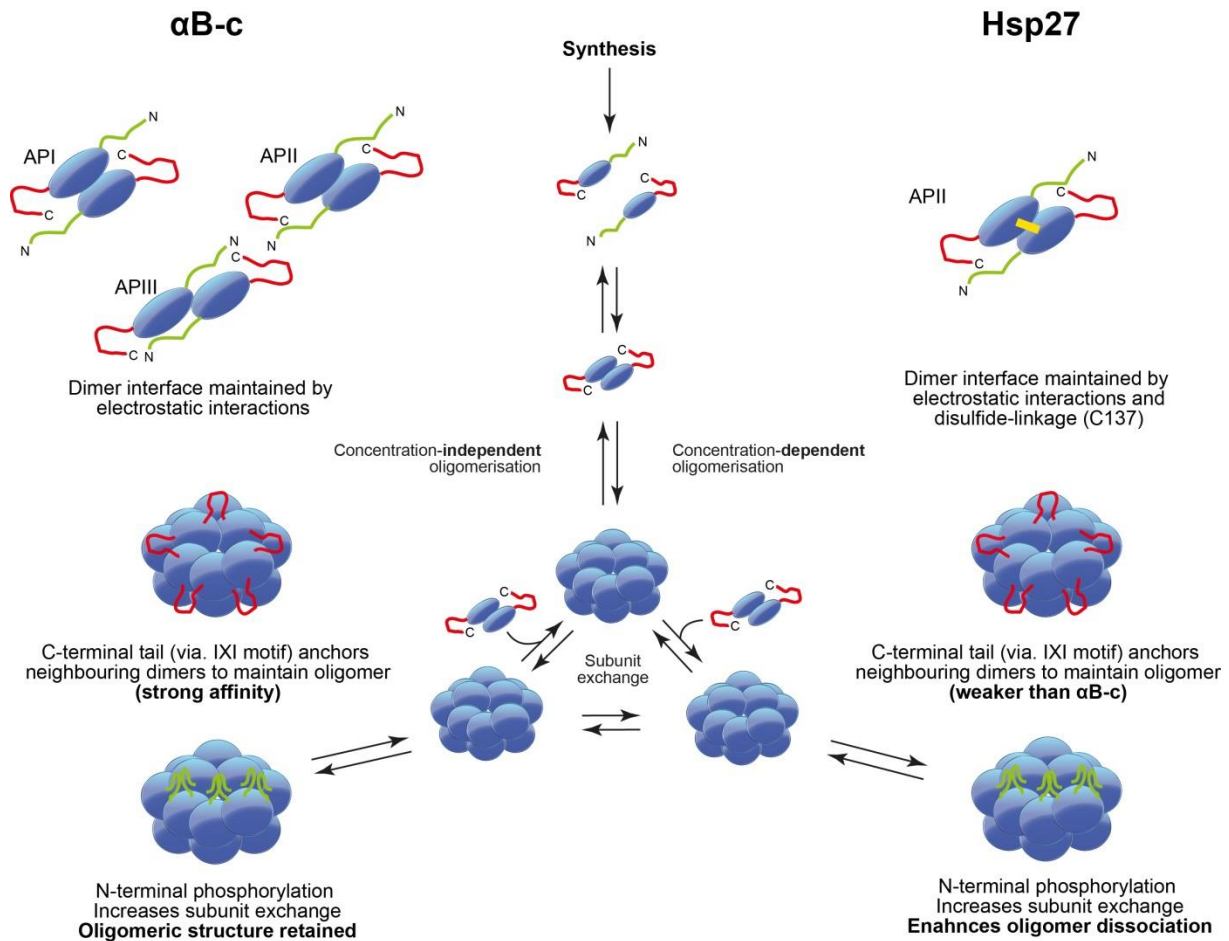 αB-c
Hsp27
Synthesis
N
API
C
C
N
APII
N
C
C
N
APIII
N
C
C
N
Dimer interface maintained by
electrostatic interactions
N
C
C
N
C
C
APII
N
C
C
N
Dimer interface maintained by
electrostatic interactions and
disulfide-linkage (C137)
Concentration-independent
oligomerisation
Concentration-dependent
oligomerisation
C-terminal tail (via. IXI motif) anchors
neighbouring dimers to maintain oligomer
(strong affinity)
C
C
C
C
Subunit
exchange
C-terminal tail (via. IXI motif) anchors
neighbouring dimers to maintain oligomer
(weaker than αB-c)
N-terminal phosphorylation
Increases subunit exchange
Oligomeric structure retained
N-terminal phosphorylation
Increases subunit exchange
Enahnces oligomer dissociation